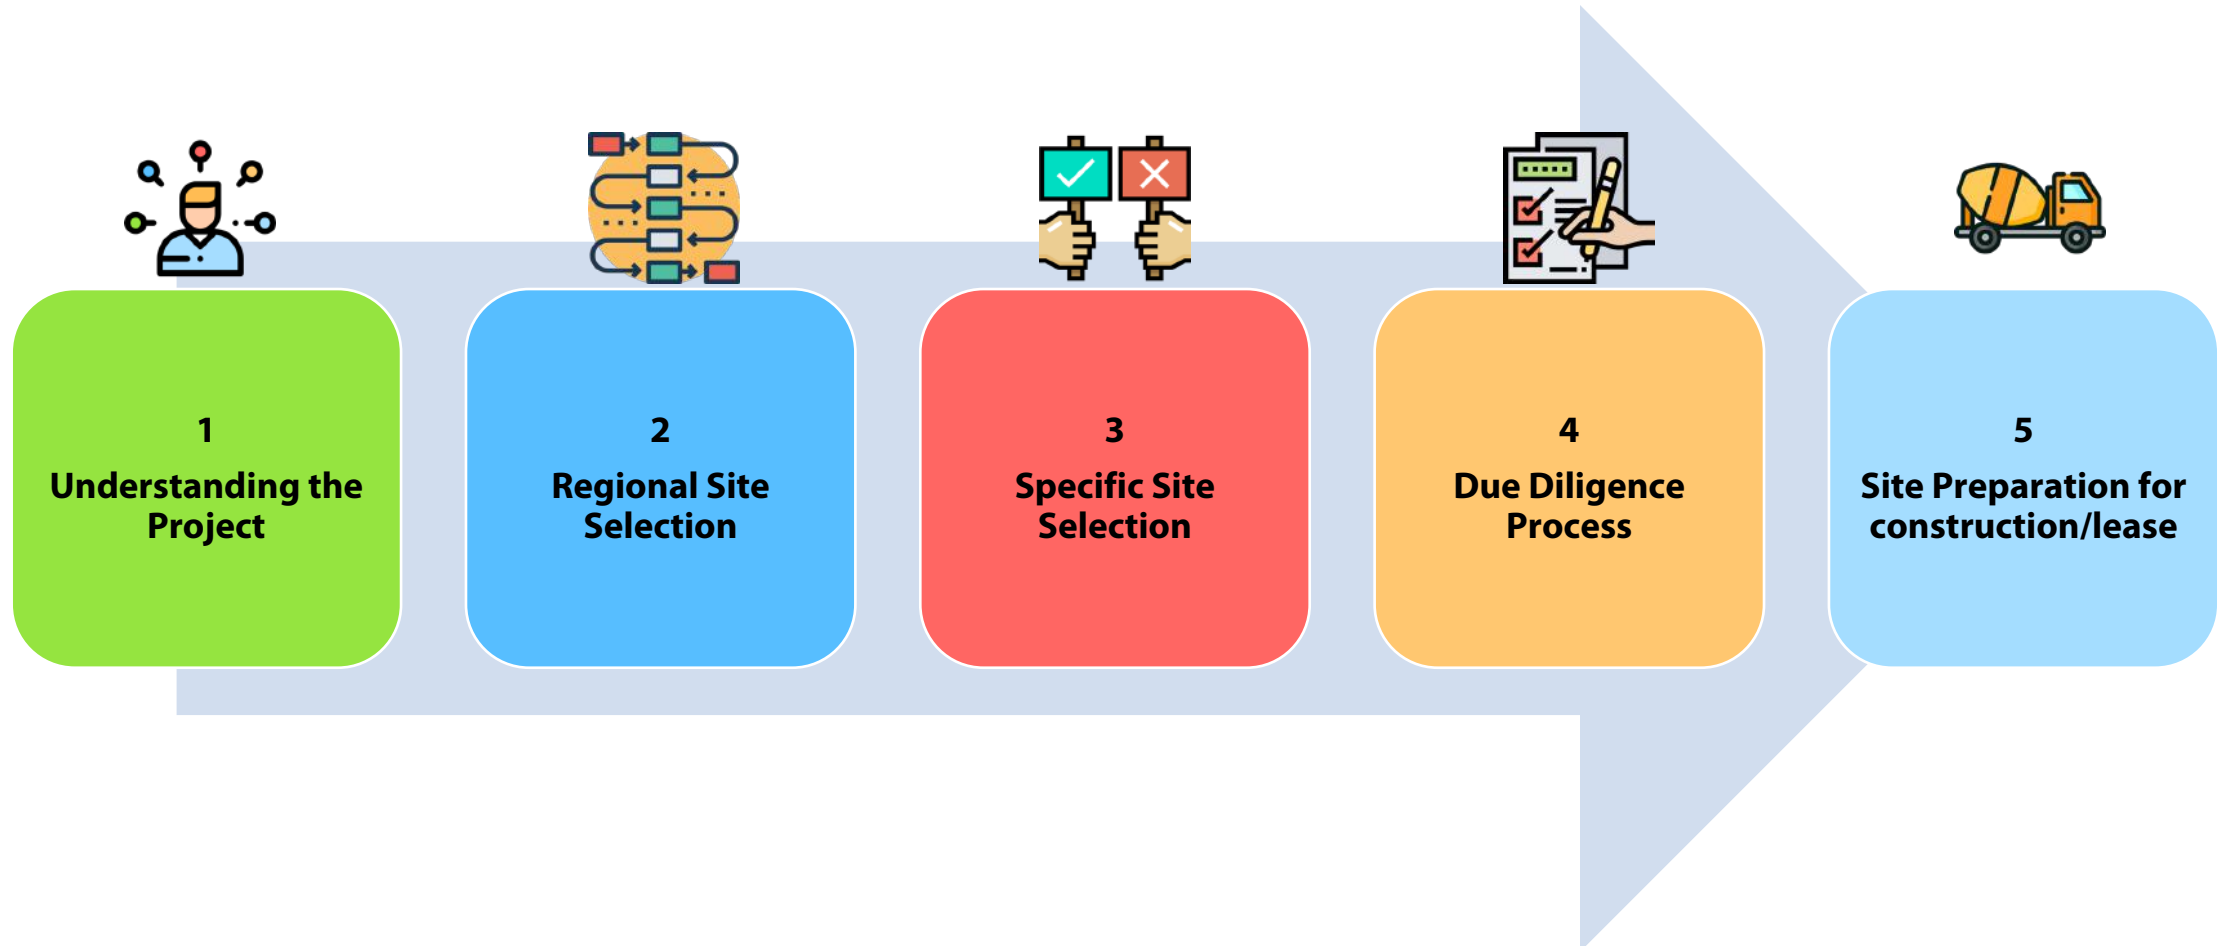 1
Understanding the
Project
2
Regional Site
Selection
3
Specific Site
Selection
4
Due Diligence
Process
5
Site Preparation for
construction/lease